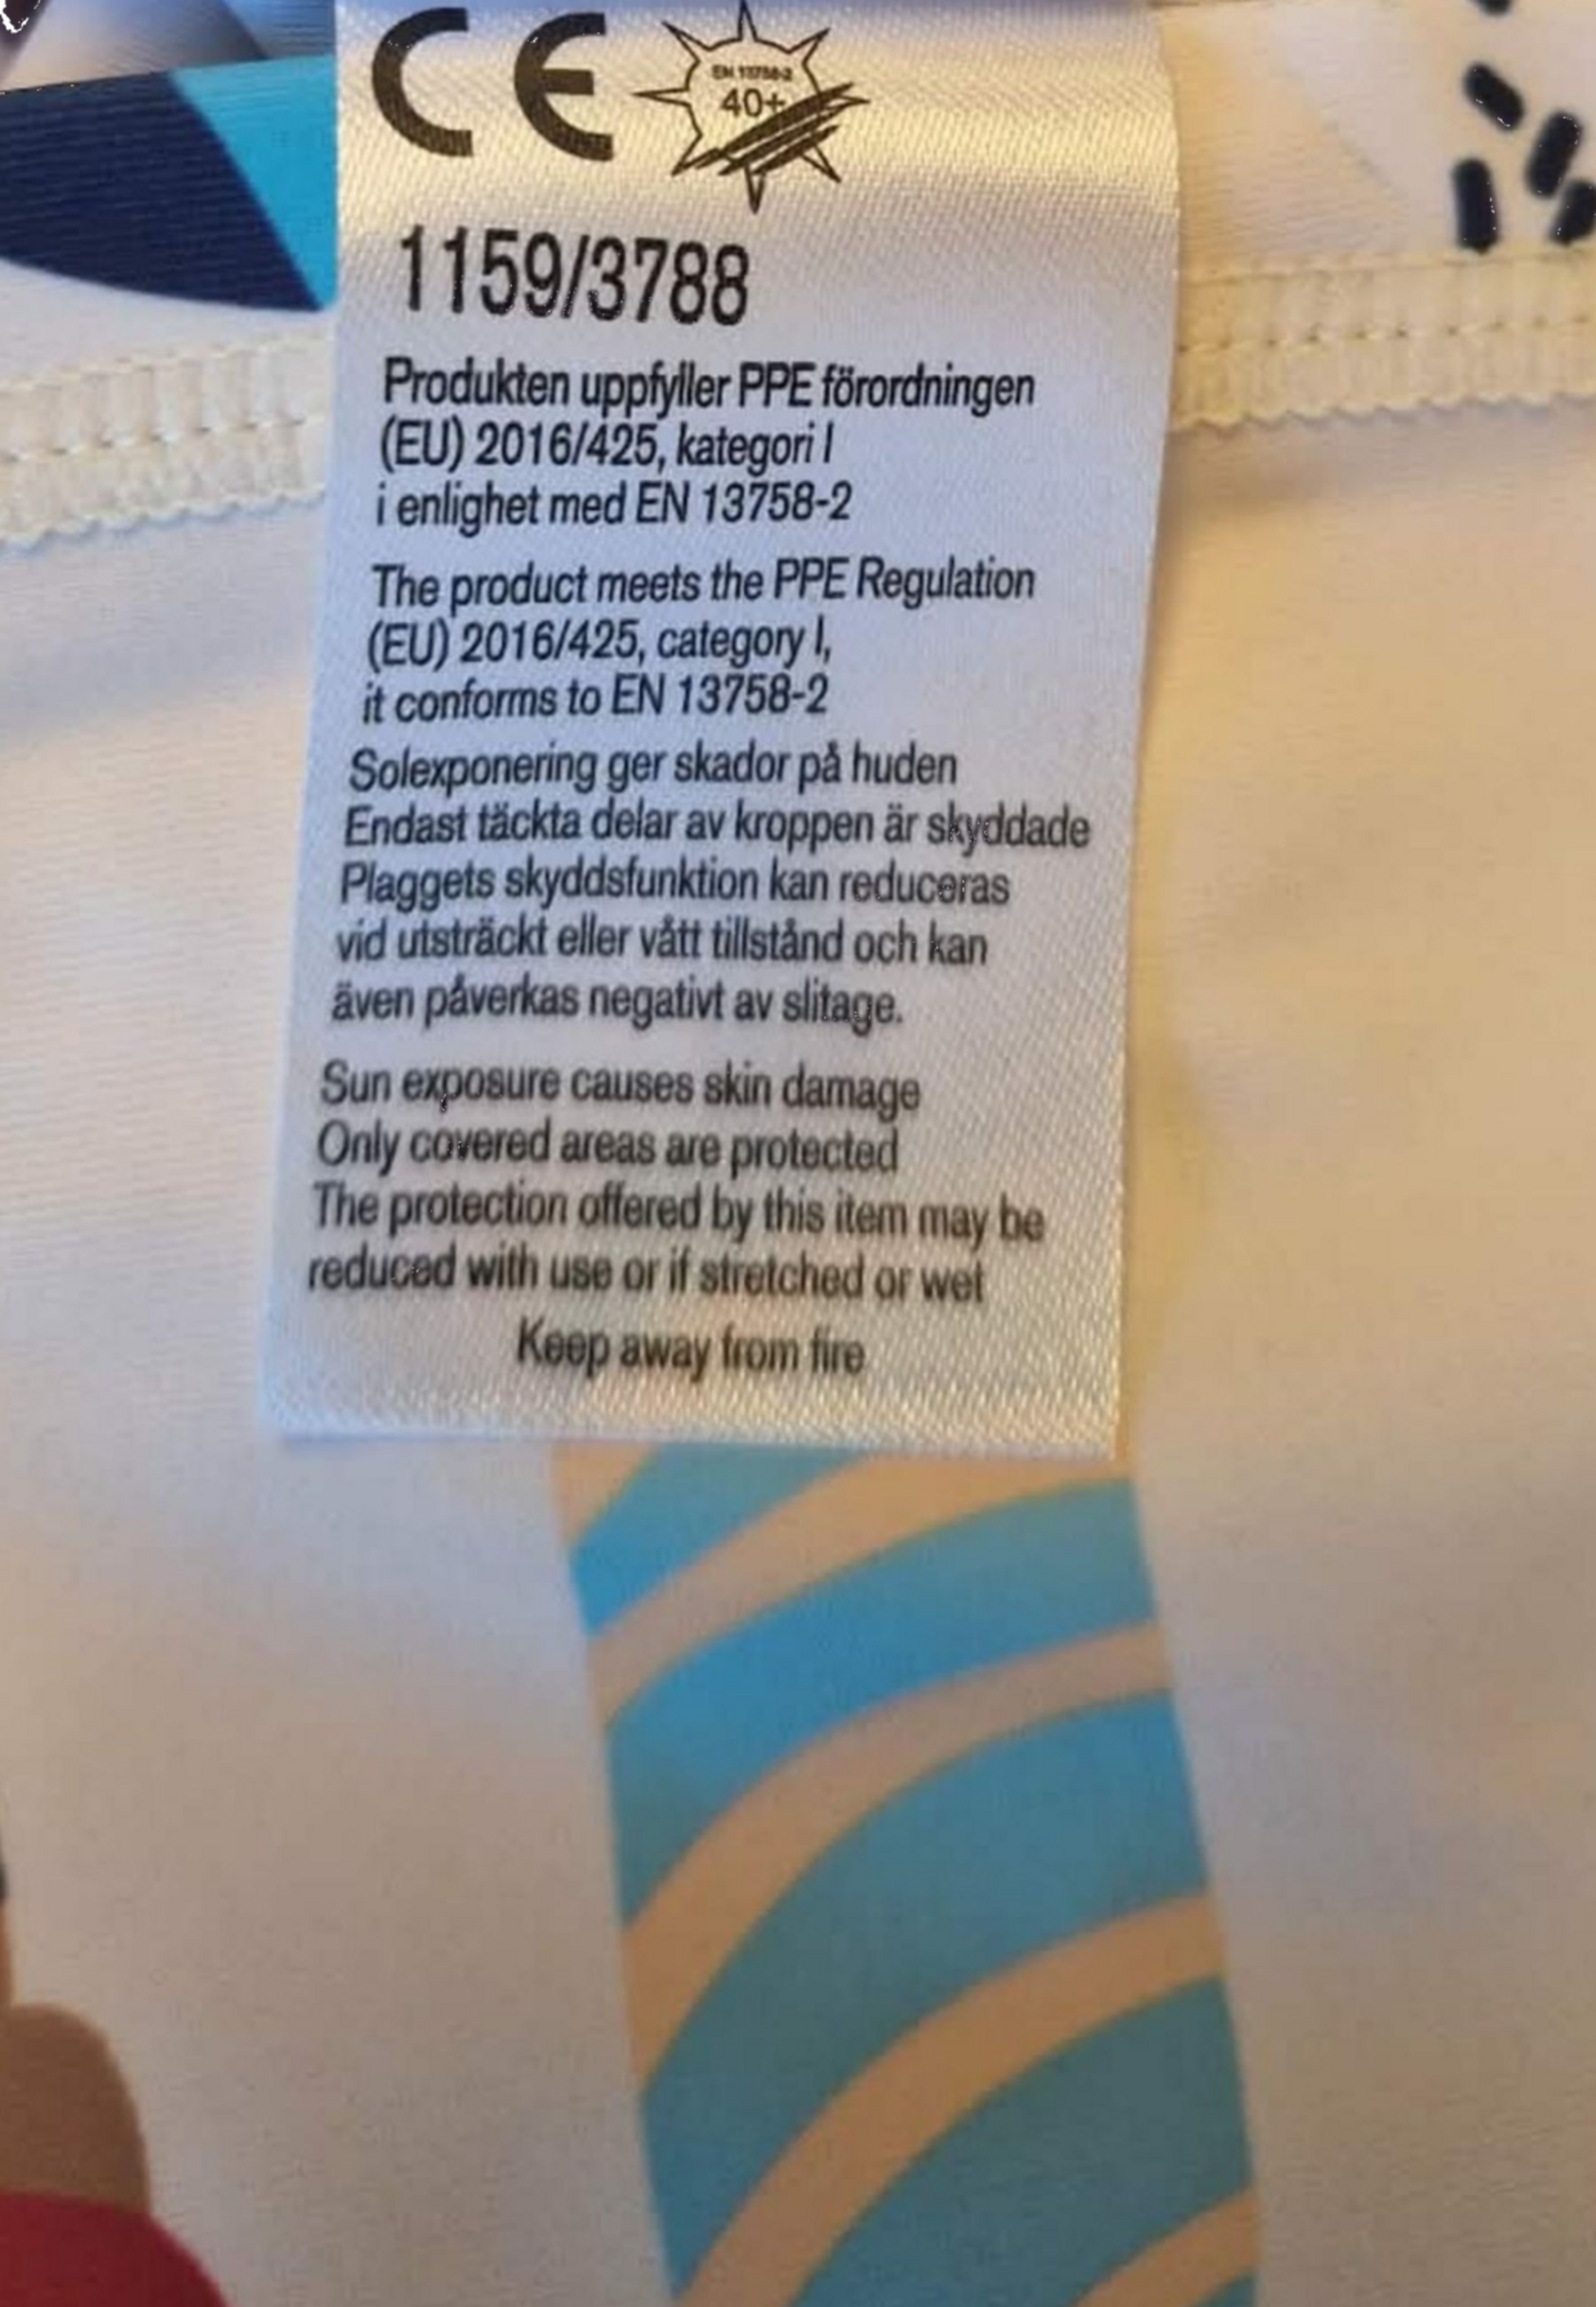 CE EN 13758-2
40+
1159/3788
Produkten uppfyller PPE förordningen
(EU) 2016/425, kategori I
i enlighet med EN 13758-2
The product meets the PPE Regulation
(EU) 2016/425, category I,
it conforms to EN 13758-2
Solexponering ger skador på huden
Endast täckta delar av kroppen är skyddade
Plaggets skyddsfunktion kan reduceras
vid utsträckt eller vått tillstånd och kan
även påverkas negativt av slitage.
Sun exposure causes skin damage
Only covered areas are protected
The protection offered by this item may be
reduced with use or if stretched or wet
Keep away from fire